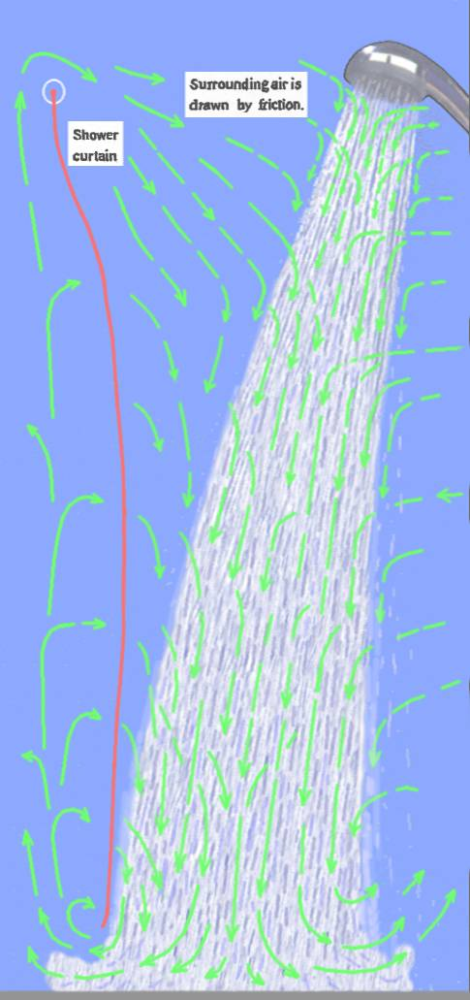 Surrounding air is
drawn by friction.
Shower
curtain